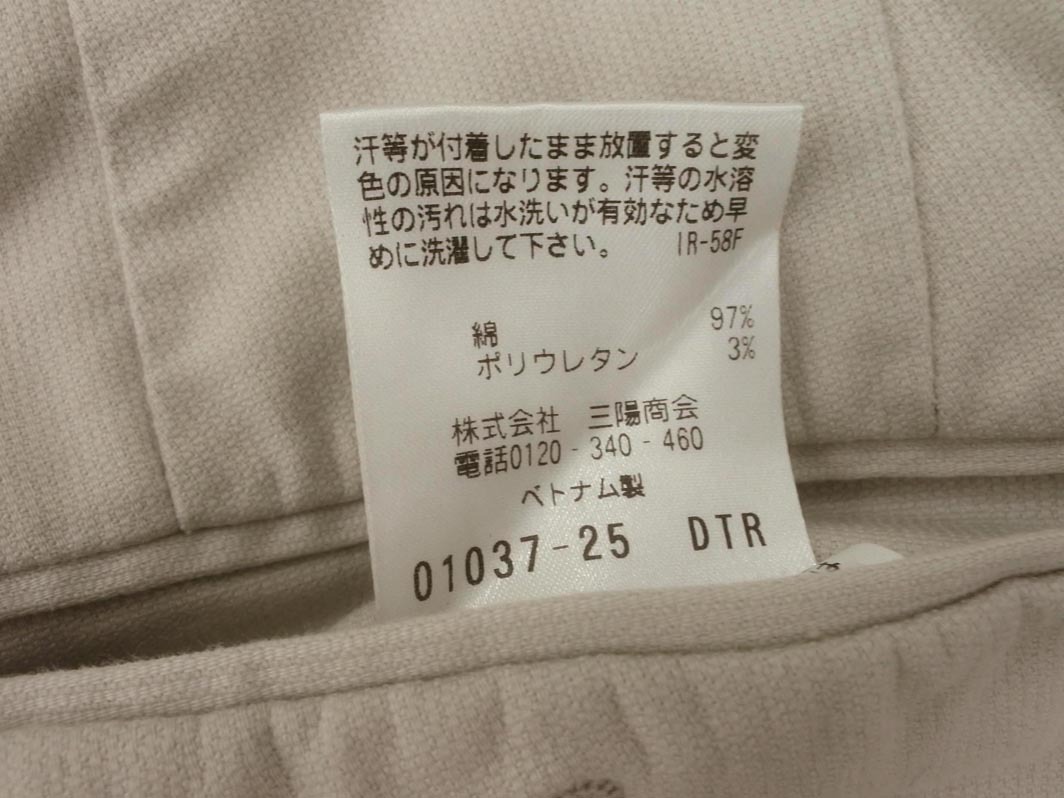 汗等が付着したまま放置すると変
色の原因になります。汗等の水溶
性の汚れは水洗いが有効なため早
めに洗濯して下さい。 IR-58F
綿 97%
ポリウレタン 3%
株式会社 三陽商会
電話0120-340-460
ベトナム製
01037-25 DTR